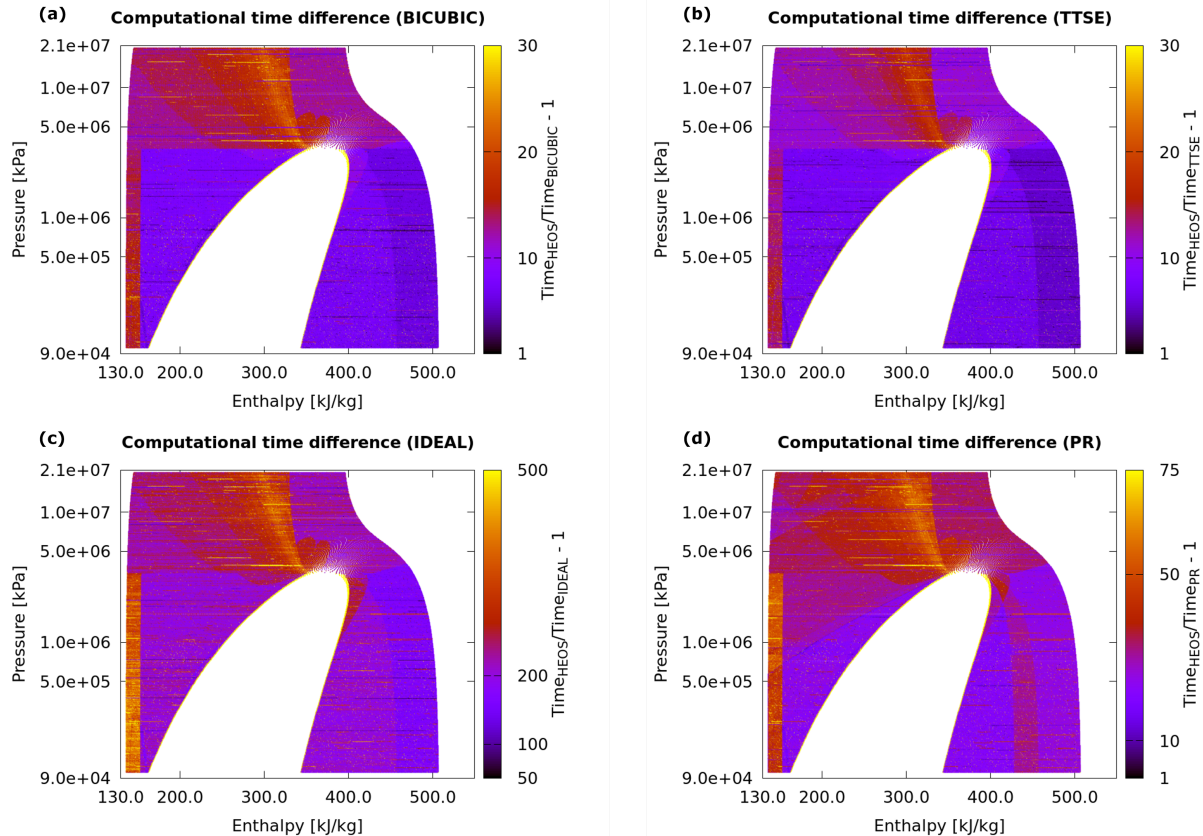 (a)
Computational time difference (BICUBIC)
2.1e+07
1.0e+07
5.0e+06
1.0e+06
5.0e+05
9.0e+04
Pressure [kPa]
130.0 200.0 300.0 400.0 500.0
Enthalpy [kJ/kg]
30
20
10
1
Time_HEOS/Time_BICUBIC - 1
(b)
Computational time difference (TTSE)
2.1e+07
1.0e+07
5.0e+06
1.0e+06
5.0e+05
9.0e+04
Pressure [kPa]
130.0 200.0 300.0 400.0 500.0
Enthalpy [kJ/kg]
30
20
10
1
Time_HEOS/Time_TTSE - 1
(c)
Computational time difference (IDEAL)
2.1e+07
1.0e+07
5.0e+06
1.0e+06
5.0e+05
9.0e+04
Pressure [kPa]
130.0 200.0 300.0 400.0 500.0
Enthalpy [kJ/kg]
500
200
100
50
Time_HEOS/Time_IDEAL - 1
(d)
Computational time difference (PR)
2.1e+07
1.0e+07
5.0e+06
1.0e+06
5.0e+05
9.0e+04
Pressure [kPa]
130.0 200.0 300.0 400.0 500.0
Enthalpy [kJ/kg]
75
50
10
1
Time_HEOS/Time_PR - 1